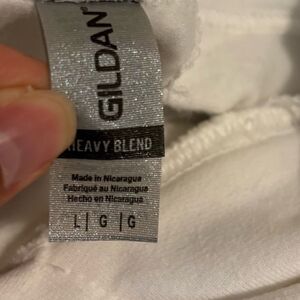 GILDAN®
HEAVY BLEND
Made in Nicaragua
Fabriqué au Nicaragua
Hecho en Nicaragua
L | G | G